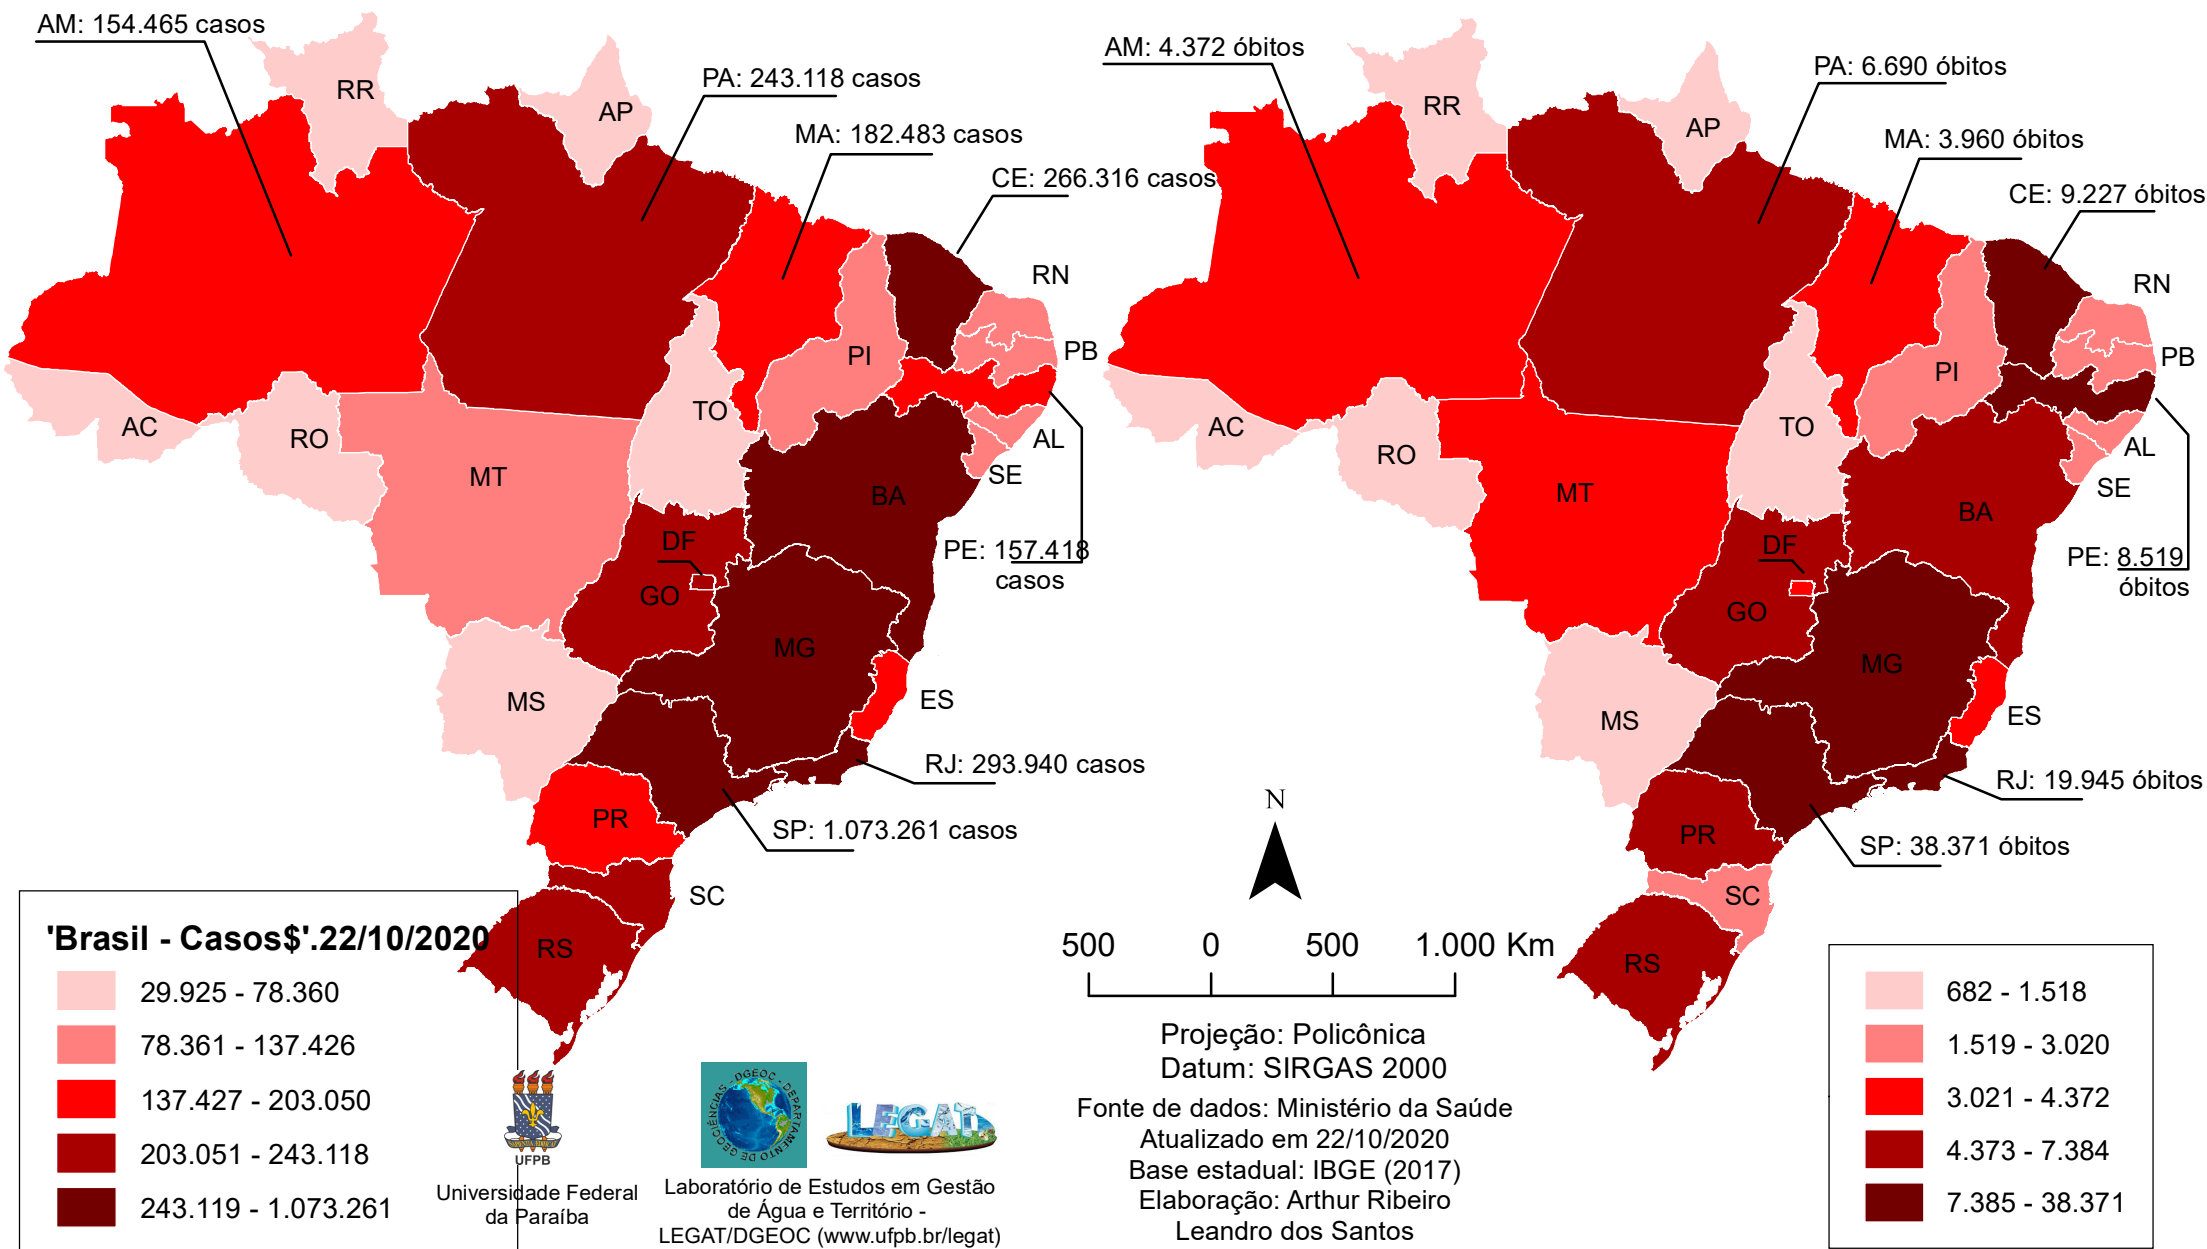 AM: 154.465 casos
RR
AP
PA: 243.118 casos
MA: 182.483 casos
CE: 266.316 casos
RN
PB
PI
TO
AC
RO
MT
AL
SE
BA
DF
GO
PE: 157.418
casos
MG
MS
ES
RJ: 293.940 casos
PR
SP: 1.073.261 casos
SC
RS
AM: 4.372 óbitos
RR
AP
PA: 6.690 óbitos
MA: 3.960 óbitos
CE: 9.227 óbitos
RN
PB
PI
TO
AC
RO
MT
AL
SE
BA
DF
GO
PE: 8.519
óbitos
MG
MS
ES
RJ: 19.945 óbitos
PR
SP: 38.371 óbitos
SC
RS
'Brasil - Casos$'.22/10/2020
29.925 - 78.360
78.361 - 137.426
137.427 - 203.050
203.051 - 243.118
243.119 - 1.073.261
UFPB
Universidade Federal
da Paraíba
DGEOC - DEPARTAMENTO DE GEOCIÊNCIAS -
LEGAT
Laboratório de Estudos em Gestão
de Água e Território -
LEGAT/DGEOC (www.ufpb.br/legat)
N
500 0 500 1.000 Km
Projeção: Policônica
Datum: SIRGAS 2000
Fonte de dados: Ministério da Saúde
Atualizado em 22/10/2020
Base estadual: IBGE (2017)
Elaboração: Arthur Ribeiro
Leandro dos Santos
682 - 1.518
1.519 - 3.020
3.021 - 4.372
4.373 - 7.384
7.385 - 38.371